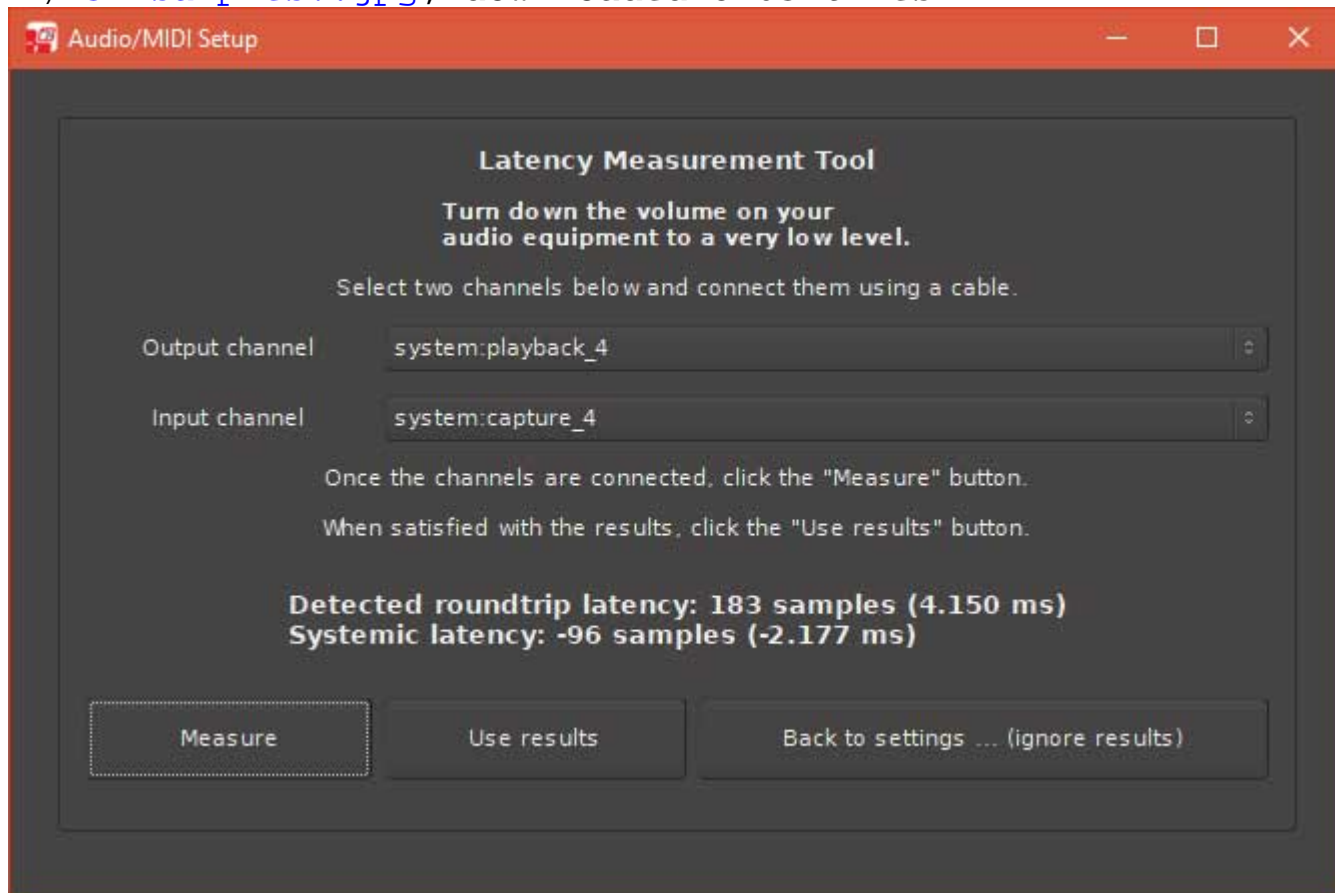 Audio/MIDI Setup
Latency Measurement Tool
Turn down the volume on your
audio equipment to a very low level.
Select two channels below and connect them using a cable.
Output channel system:playback_4
Input channel system:capture_4
Once the channels are connected, click the "Measure" button.
When satisfied with the results, click the "Use results" button.
Detected roundtrip latency: 183 samples (4.150 ms)
Systemic latency: -96 samples (-2.177 ms)
Measure Use results Back to settings ... (ignore results)